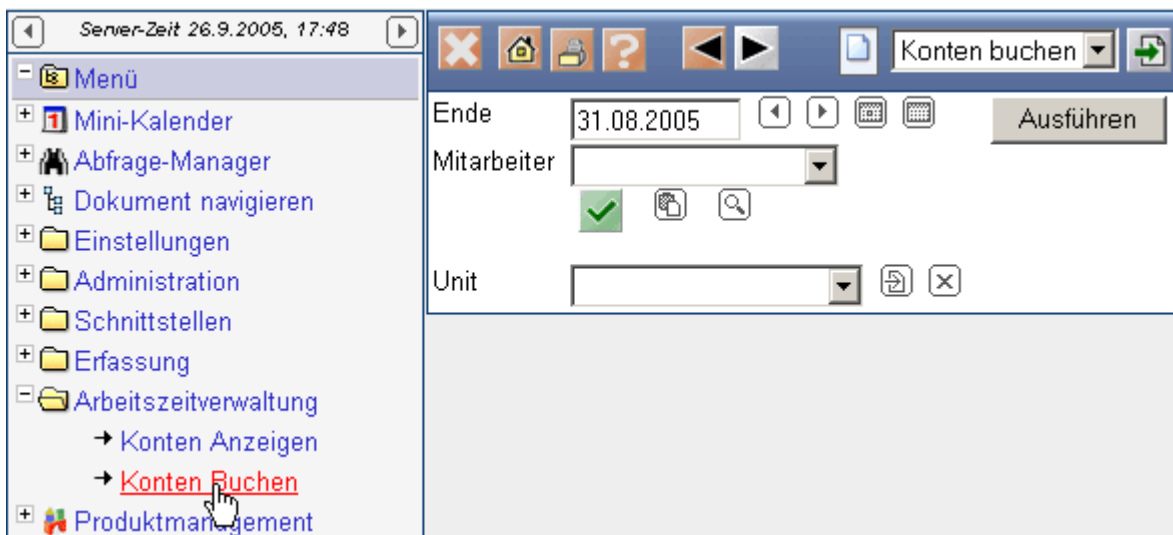 Server-Zeit 26.9.2005, 17:48
Menü
Mini-Kalender
Abfrage-Manager
Dokument navigieren
Einstellungen
Administration
Schnittstellen
Erfassung
Arbeitszeitverwaltung
Konten Anzeigen
Konten Buchen
Produktmanagement
Konten buchen
Ende 31.08.2005 Ausführen
Mitarbeiter
Unit